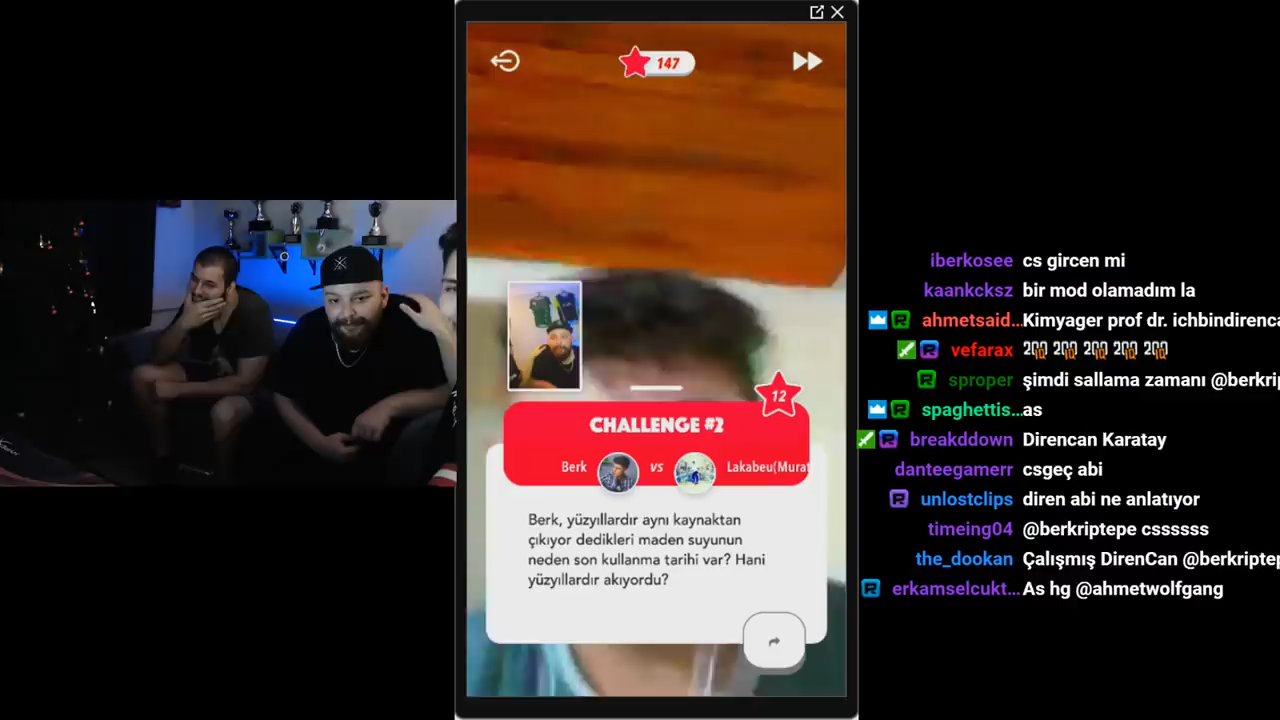 147
12
CHALLENGE #2
Berk vs Lakabeu(Murat
Berk, yüzyıllardır aynı kaynaktan
çıkıyor dedikleri maden suyunun
neden son kullanma tarihi var? Hani
yüzyıllardır akıyordu?
iberkosee cs gircen mi
kaankcksz bir mod olamadım la
ahmetsaid... Kimyager prof dr. ichbindirenca
vefarax
sproper şimdi sallama zamanı @berkrip
spaghettis... as
breakddown Direncan Karatay
danteegamerr csgeç abi
unlostclips diren abi ne anlatıyor
timeing04 @berkriptepe cssssss
the_dookan Çalışmış DirenCan @berkriptep
erkamselcukt... As hg @ahmetwolfgang